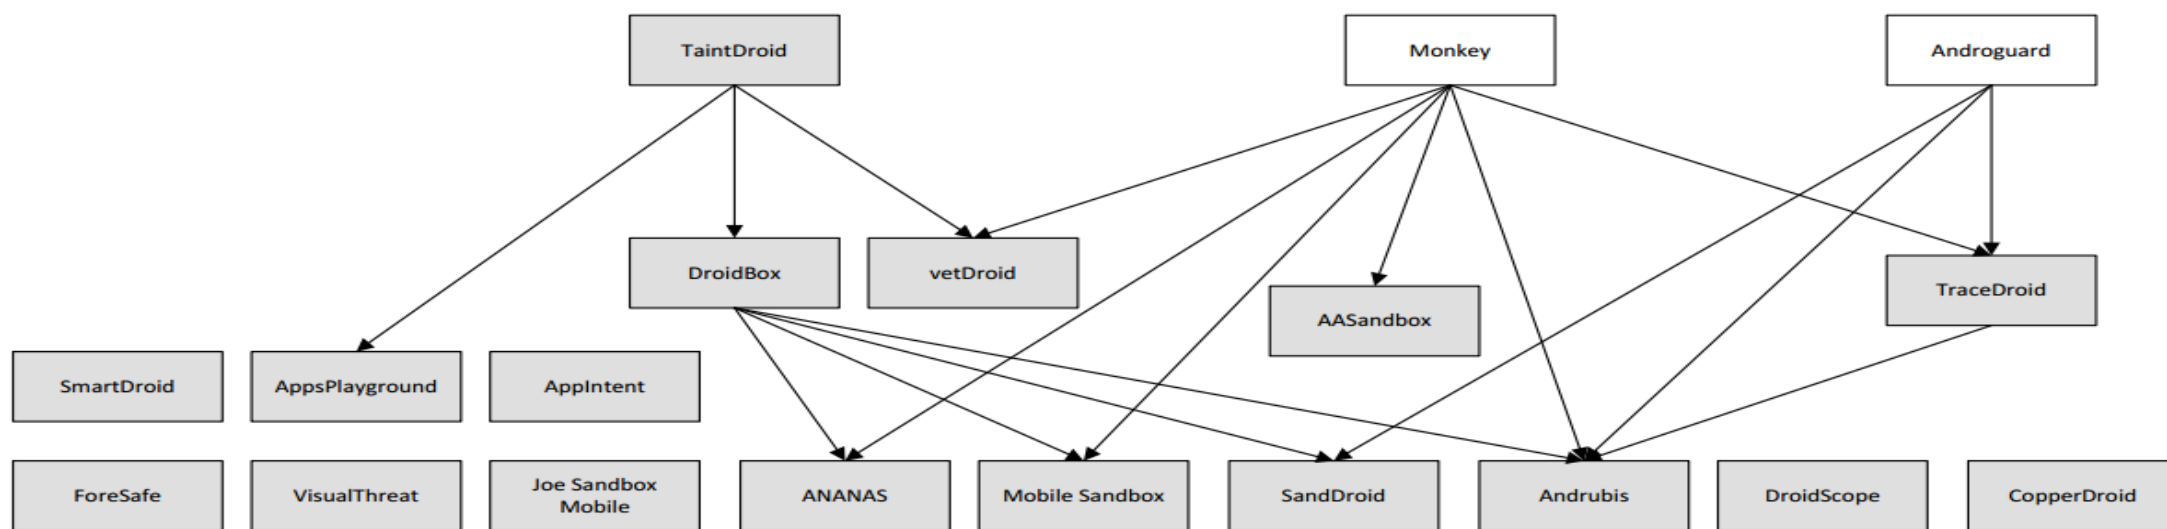 TaintDroid
Monkey
Androguard
DroidBox
vetDroid
TraceDroid
AASandbox
SmartDroid
AppsPlayground
AppIntent
ForeSafe
VisualThreat
Joe Sandbox
Mobile
ANANAS
Mobile Sandbox
SandDroid
Andrubis
DroidScope
CopperDroid